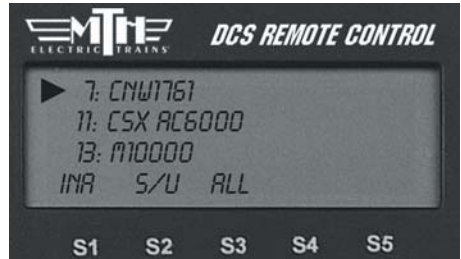 MTH DCS REMOTE CONTROL
ELECTRIC TRAINS
7: CNW1761
11: CSX AC6000
13: M10000
INA S/U ALL
S1 S2 S3 S4 S5